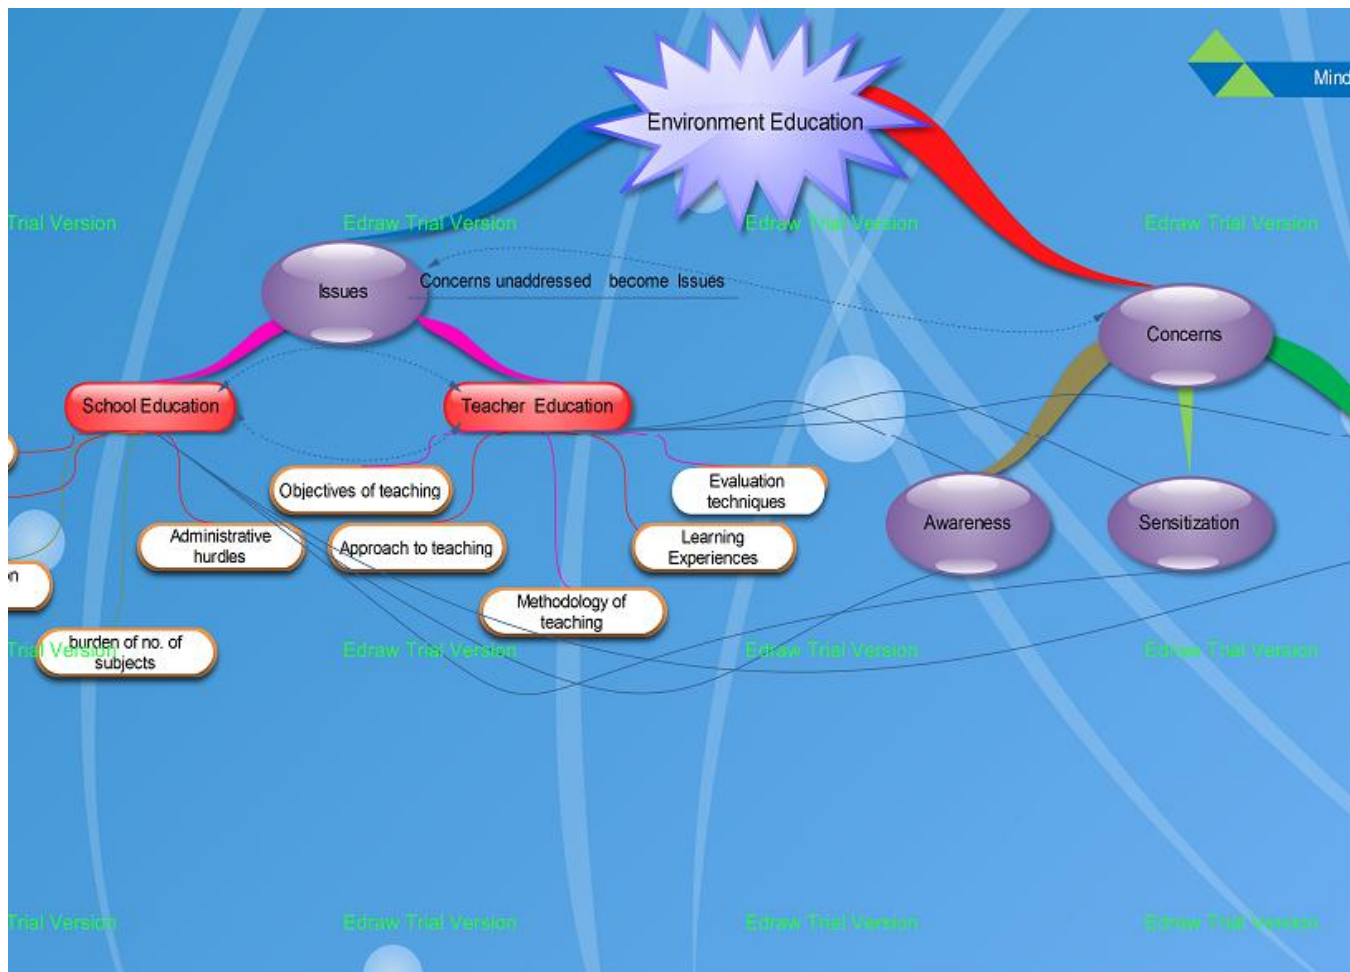 Environment Education
Mind
Trial Version
Edraw Trial Version
Edraw Trial Version
Edraw Trial Version
Issues
Concerns unaddressed become Issues
Concerns
School Education
Teacher Education
Objectives of teaching
Evaluation
techniques
Awareness
Sensitization
Administrative
hurdles
Approach to teaching
Learning
Experiences
Methodology of
teaching
burden of no. of
subjects
Trial Version
Edraw Trial Version
Edraw Trial Version
Edraw Trial Version
Trial Version
Edraw Trial Version
Edraw Trial Version
Edraw Trial Version